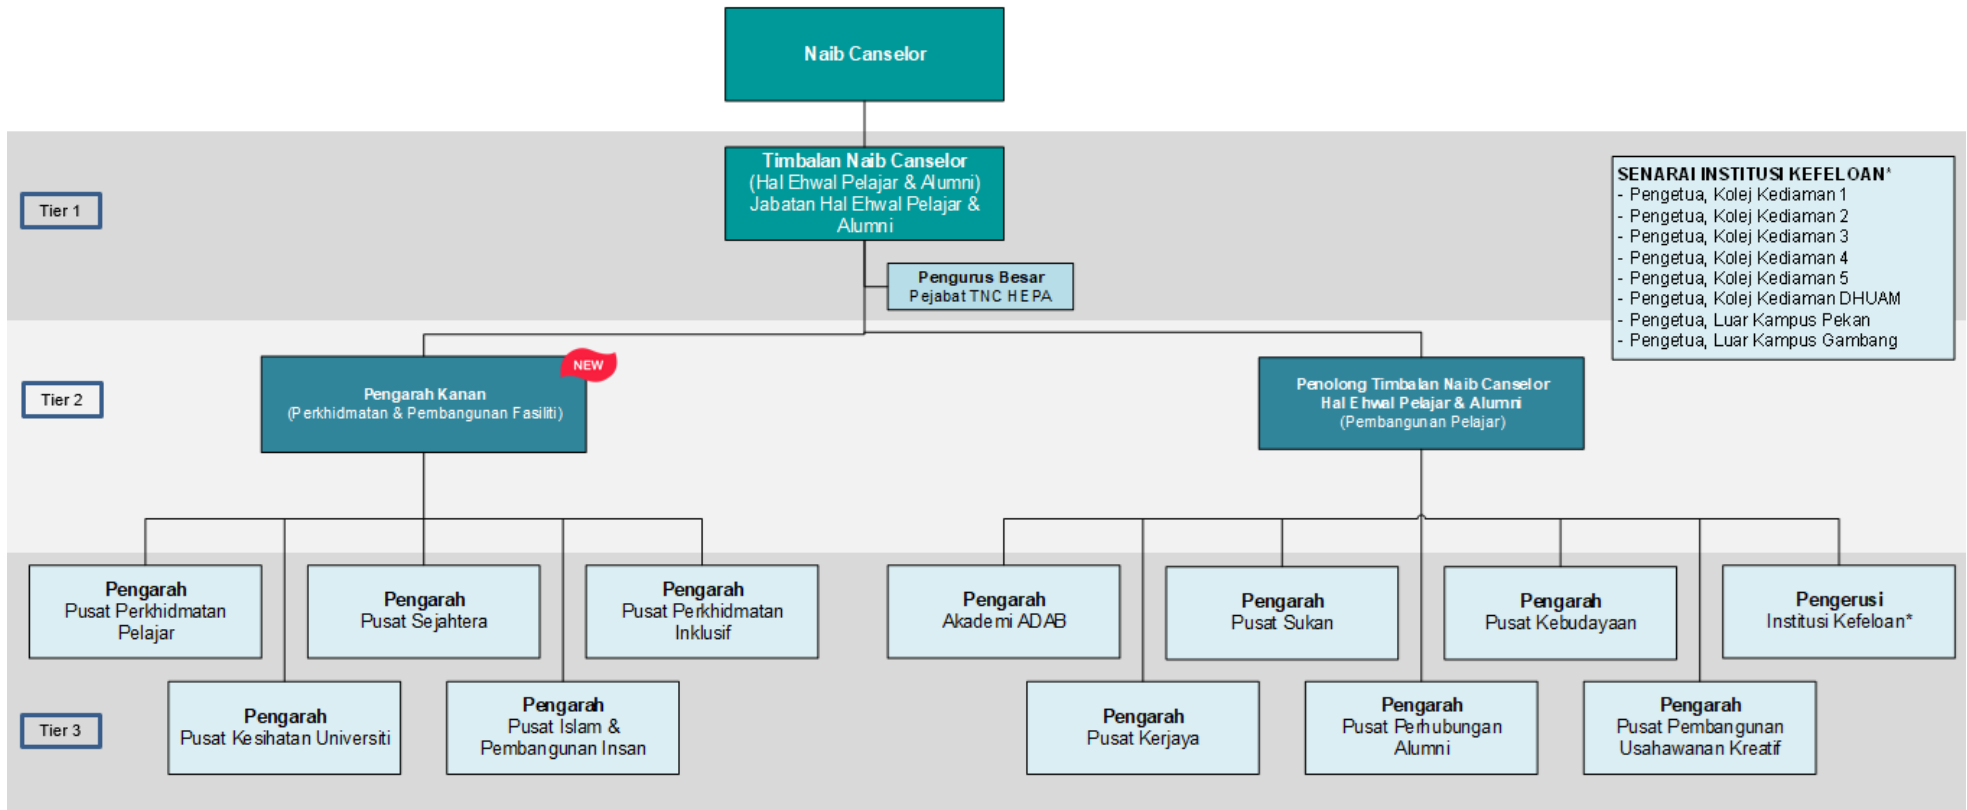 Naib Canselor
Tier 1
Timbalan Naib Canselor
(Hal Ehwal Pelajar & Alumni)
Jabatan Hal Ehwal Pelajar &
Alumni
Pengurus Besar
Pejabat TNC HEPA
SENARAI INSTITUSI KEFELOAN*
- Pengetua, Kolej Kediaman 1
- Pengetua, Kolej Kediaman 2
- Pengetua, Kolej Kediaman 3
- Pengetua, Kolej Kediaman 4
- Pengetua, Kolej Kediaman 5
- Pengetua, Kolej Kediaman DHUAM
- Pengetua, Luar Kampus Pekan
- Pengetua, Luar Kampus Gambang
Tier 2
NEW
Pengarah Kanan
(Perkhidmatan & Pembangunan Fasiliti)
Penolong Timbalan Naib Canselor
Hal Ehwal Pelajar & Alumni
(Pembangunan Pelajar)
Pengarah
Pusat Perkhidmatan
Pelajar
Pengarah
Pusat Sejahtera
Pengarah
Pusat Perkhidmatan
Inklusif
Pengarah
Akademi ADAB
Pengarah
Pusat Sukan
Pengarah
Pusat Kebudayaan
Pengerusi
Institusi Kefeloan*
Tier 3
Pengarah
Pusat Kesihatan Universiti
Pengarah
Pusat Islam &
Pembangunan Insan
Pengarah
Pusat Kerjaya
Pengarah
Pusat Perhubungan
Alumni
Pengarah
Pusat Pembangunan
Usahawanan Kreatif